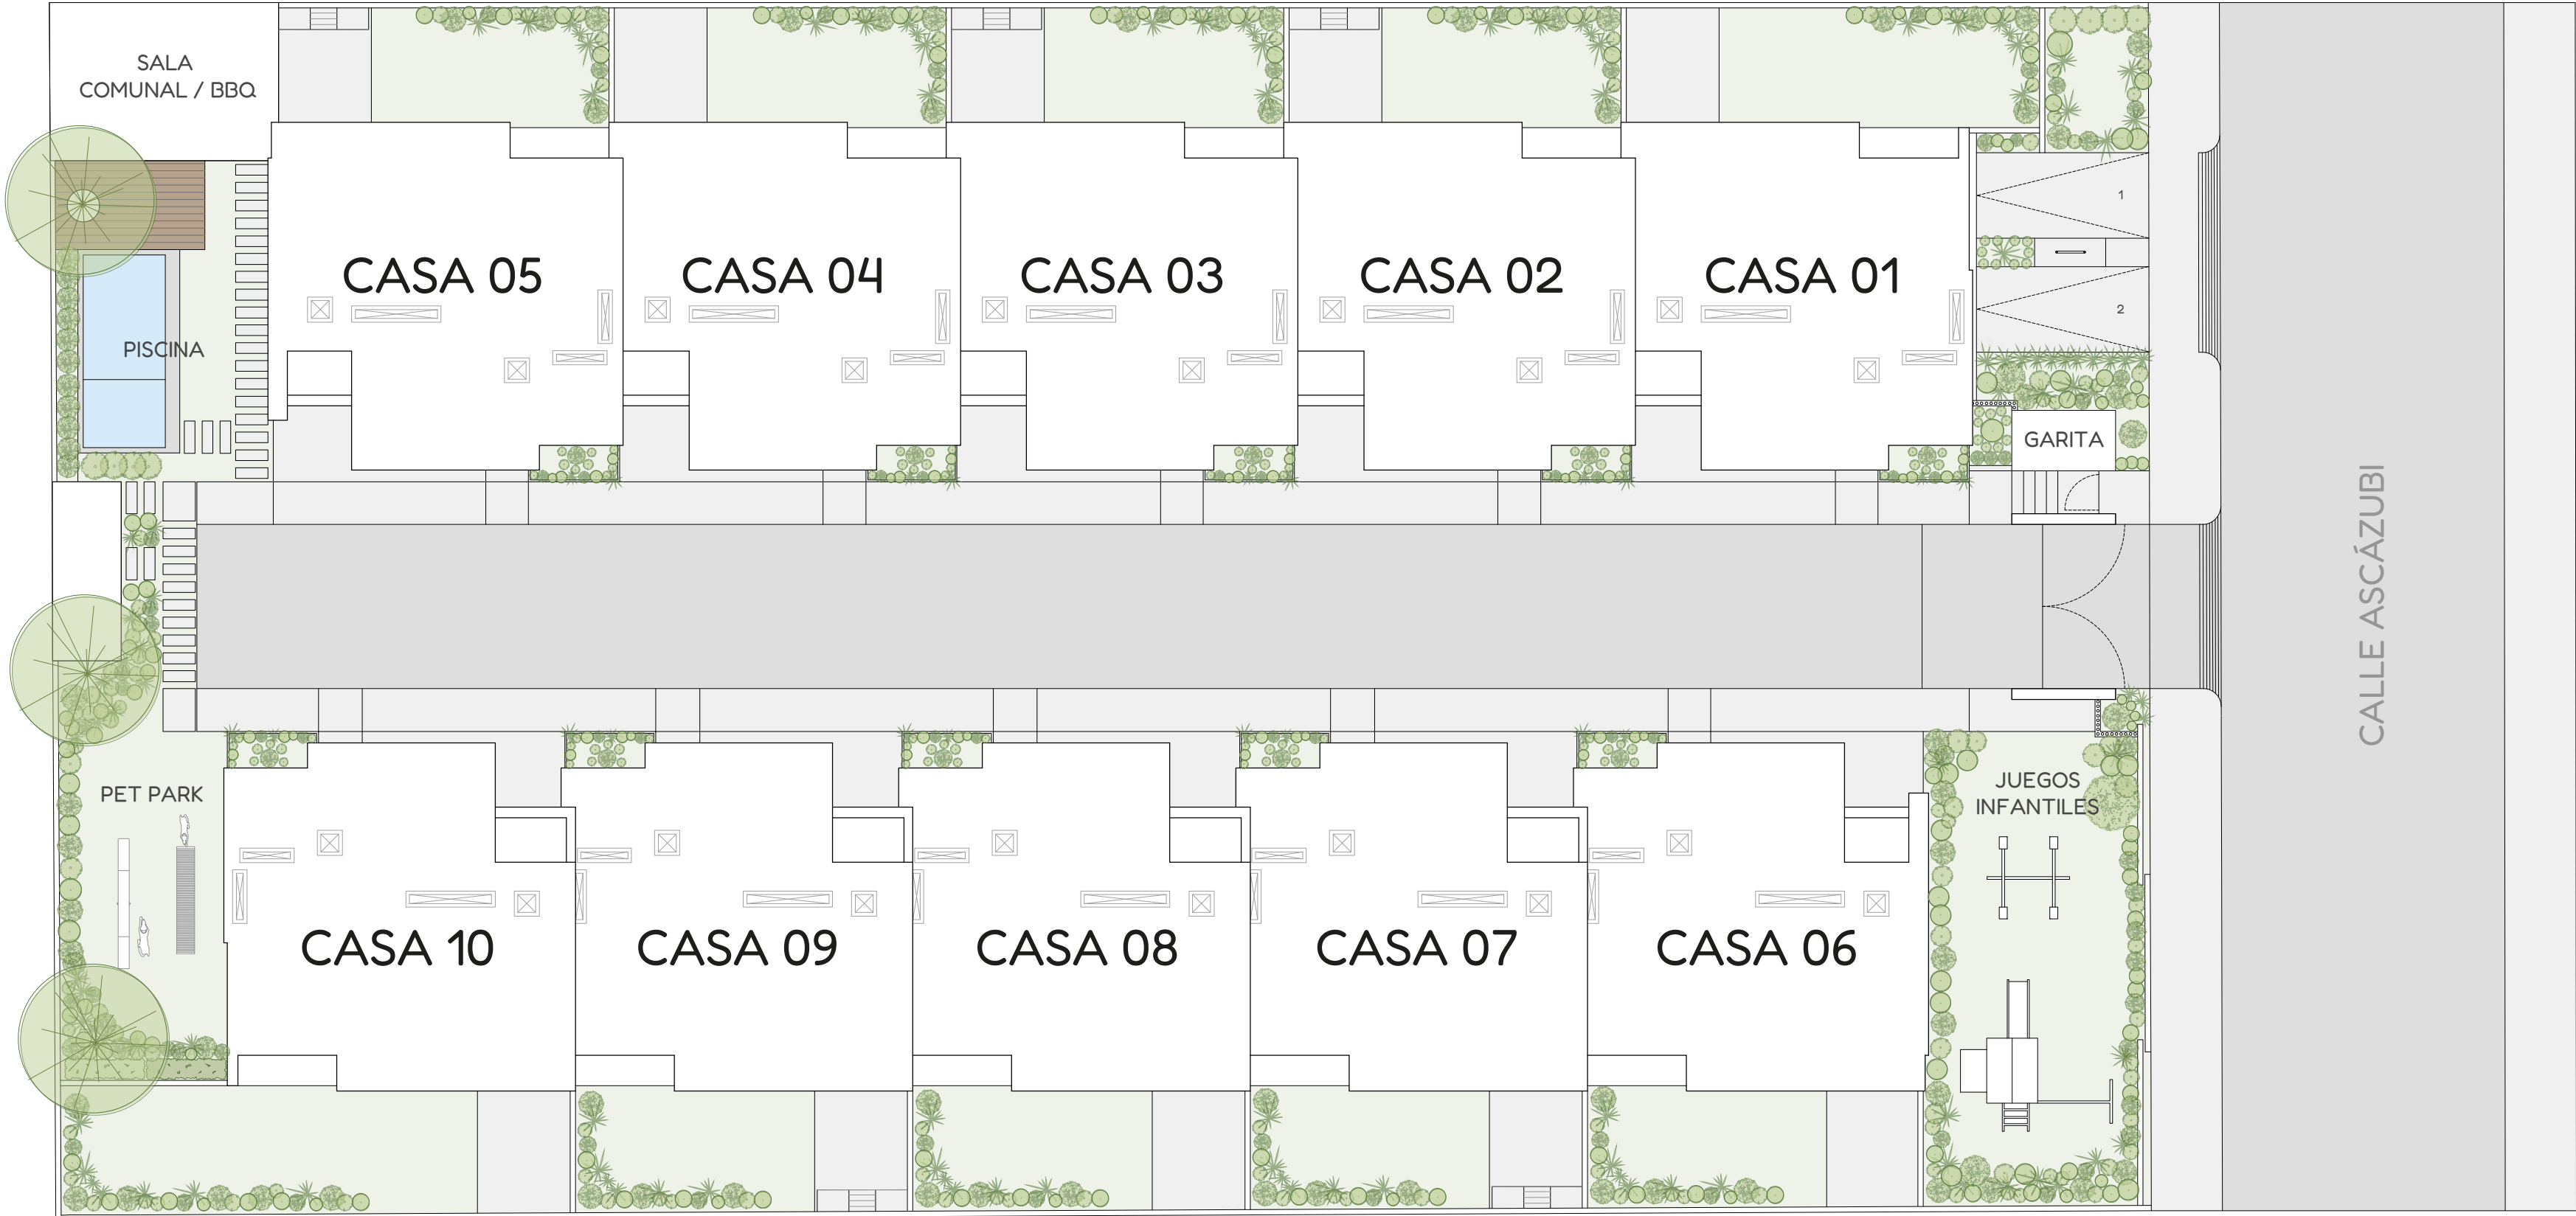 SALA
COMUNAL / BBQ
1
CASA 05
CASA 04
CASA 03
CASA 02
CASA 01
2
PISCINA
GARITA
CALLE ASCÁZUBI
PET PARK
JUEGOS
INFANTILES
CASA 10
CASA 09
CASA 08
CASA 07
CASA 06